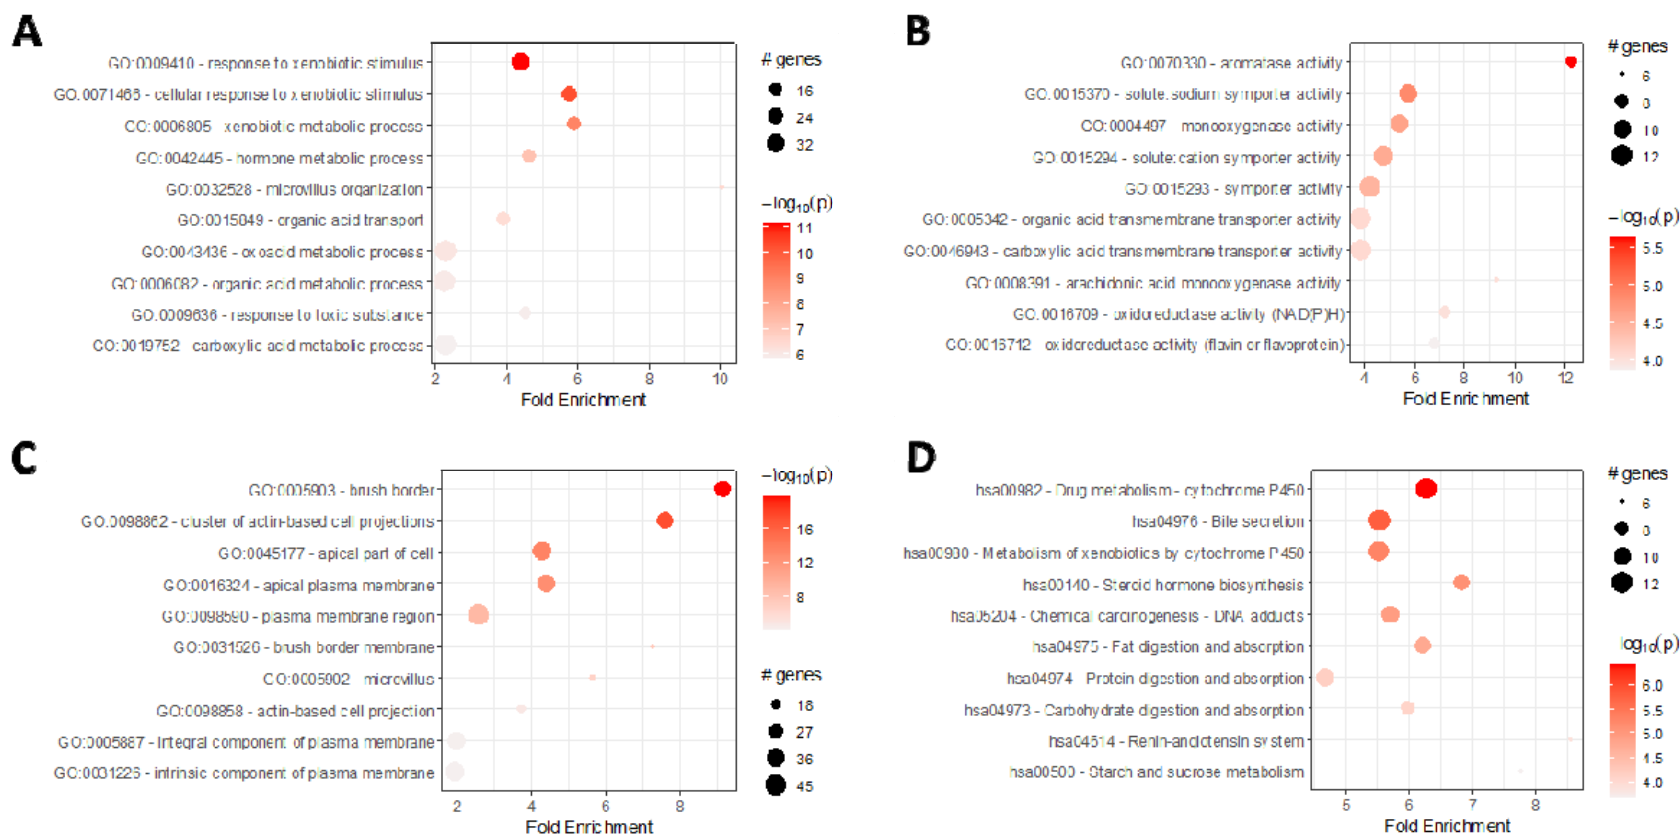 A
GO:0009410 - response to xenobiotic stimulus
GO:0071466 - cellular response to xenobiotic stimulus
GO:0006805 - xenobiotic metabolic process
GO:0042445 - hormone metabolic process
GO:0032528 - microvillus organization
GO:0015849 - organic acid transport
GO:0043436 - oxoacid metabolic process
GO:0006082 - organic acid metabolic process
GO:0009636 - response to toxic substance
GO:0019752 - carboxylic acid metabolic process
2 4 6 8 10
Fold Enrichment
# genes
16
24
32
−log10(p)
11
10
9
8
7
6
B
GO:0070330 - aromatase activity
GO:0015370 - solute:sodium symporter activity
GO:0004497 - monooxygenase activity
GO:0015294 - solute:cation symporter activity
GO:0015293 - symporter activity
GO:0005342 - organic acid transmembrane transporter activity
GO:0046943 - carboxylic acid transmembrane transporter activity
GO:0008391 - arachidonic acid monooxygenase activity
GO:0016709 - oxidoreductase activity (NAD(P)H)
GO:0016712 - oxidoreductase activity (flavin or flavoprotein)
4 6 8 10 12
Fold Enrichment
# genes
6
8
10
12
−log10(p)
5.5
5.0
4.5
4.0
C
GO:0005903 - brush border
GO:0098862 - cluster of actin-based cell projections
GO:0045177 - apical part of cell
GO:0016324 - apical plasma membrane
GO:0098590 - plasma membrane region
GO:0031526 - brush border membrane
GO:0005902 - microvillus
GO:0098858 - actin-based cell projection
GO:0005887 - integral component of plasma membrane
GO:0031226 - intrinsic component of plasma membrane
2 4 6 8
Fold Enrichment
−log10(p)
16
12
8
# genes
18
27
36
45
D
hsa00982 - Drug metabolism - cytochrome P450
hsa04976 - Bile secretion
hsa00980 - Metabolism of xenobiotics by cytochrome P450
hsa00140 - Steroid hormone biosynthesis
hsa05204 - Chemical carcinogenesis - DNA adducts
hsa04975 - Fat digestion and absorption
hsa04974 - Protein digestion and absorption
hsa04973 - Carbohydrate digestion and absorption
hsa04614 - Renin-angiotensin system
hsa00500 - Starch and sucrose metabolism
5 6 7 8
Fold Enrichment
# genes
6
8
10
12
log10(p)
6.0
5.5
5.0
4.5
4.0